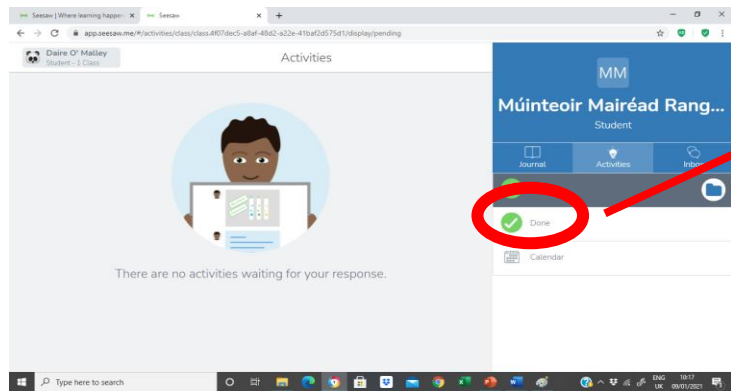 Seesaw | Where learning happen
Seesaw
app.seesaw.me/#/activities/class/class.4f07dec5-a8af-48d2-a22e-41baf2d575d1/display/pending
Daire O' Malley
Student - 1 Class
Activities
MM
Múinteoir Mairéad Rang...
Student
Journal
Activities
Inbo
Done
Calendar
There are no activities waiting for your response.
Type here to search
ENG
UK
10:17
09/01/2021